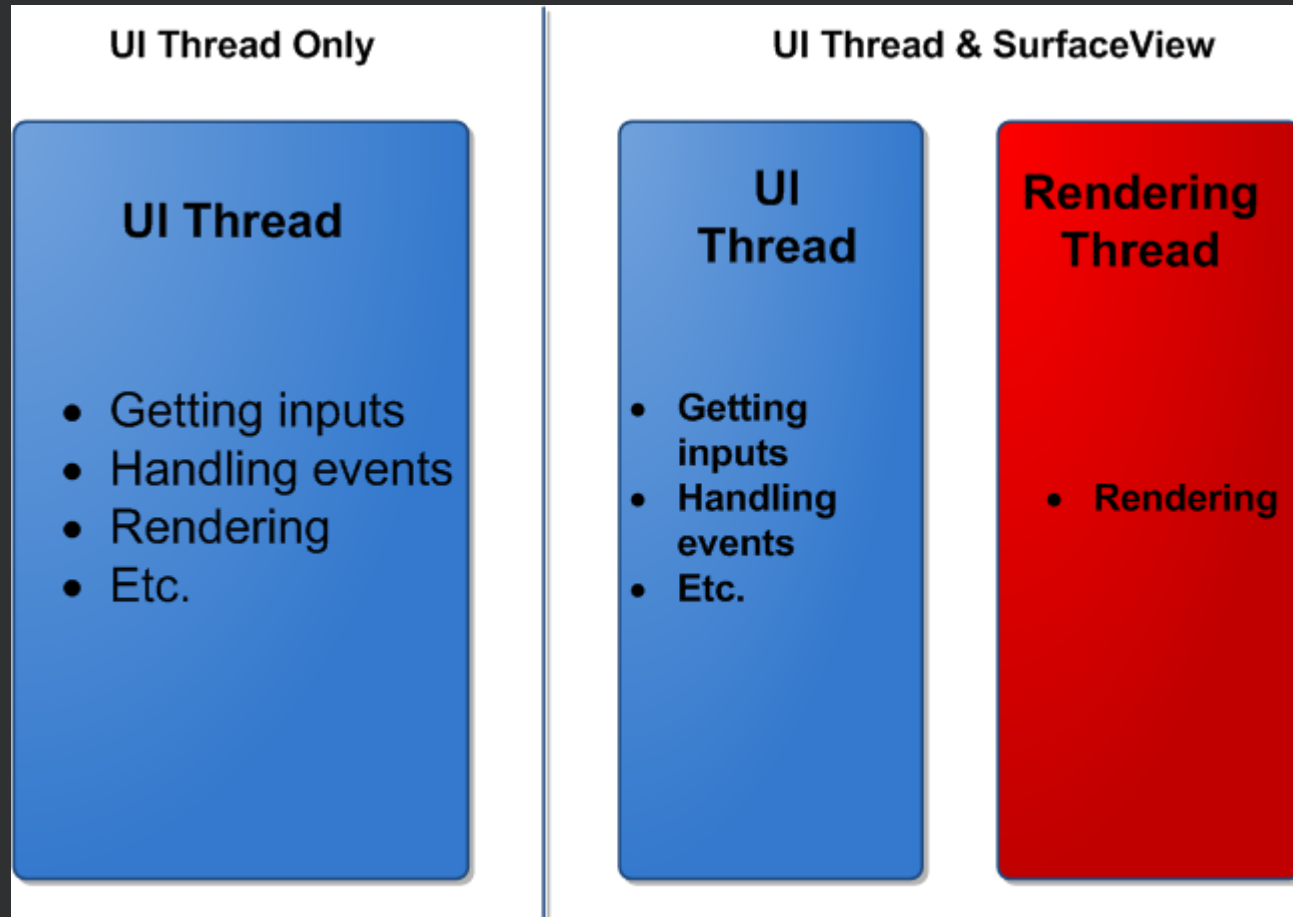 UI Thread Only
UI Thread
• Getting inputs
• Handling events
• Rendering
• Etc.
UI Thread & SurfaceView
UI
Thread
• Getting
inputs
• Handling
events
• Etc.
Rendering
Thread
• Rendering